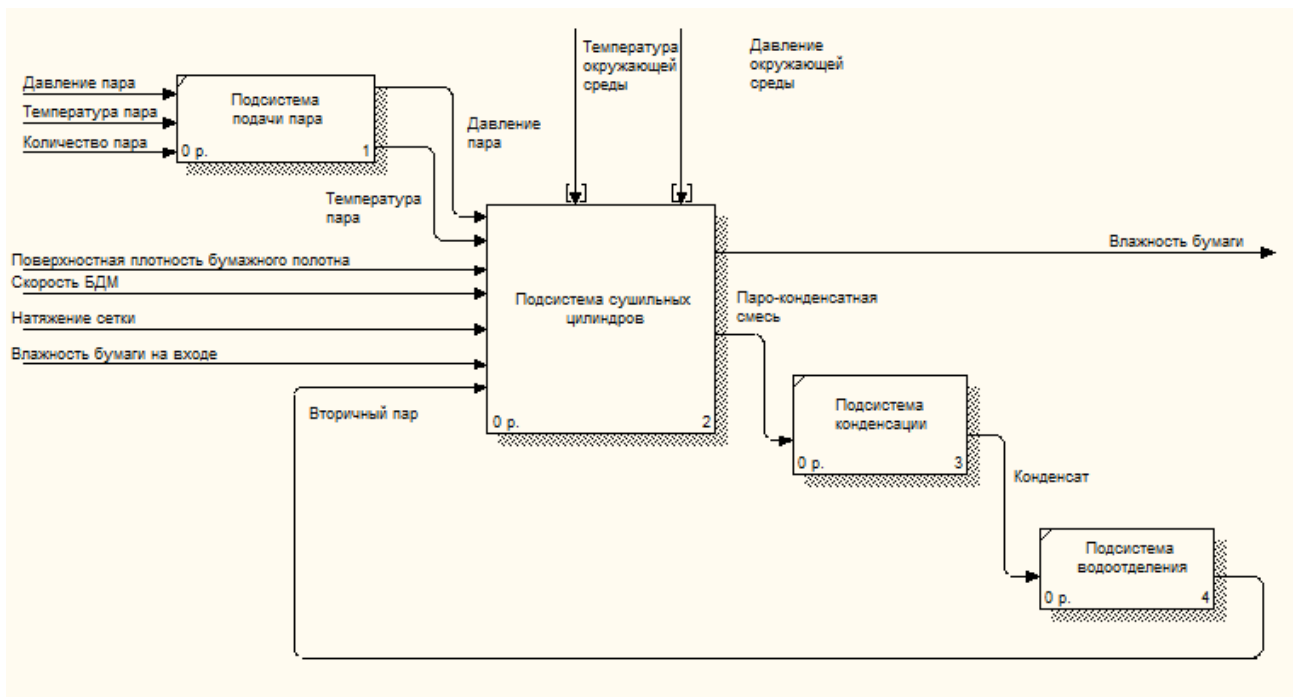 Температура
окружающей
среды
Давление
окружающей
среды
Давление пара
Температура пара
Количество пара
Подсистема
подачи пара
0 р.
1
Давление
пара
Температура
пара
Поверхностная плотность бумажного полотна
Скорость БДМ
Натяжение сетки
Влажность бумаги на входе
Вторичный пар
Подсистема сушильных
цилиндров
0 р.
2
Влажность бумаги
Паро-конденсатная
смесь
Подсистема
конденсации
0 р.
3
Конденсат
Подсистема
водоотделения
0 р.
4